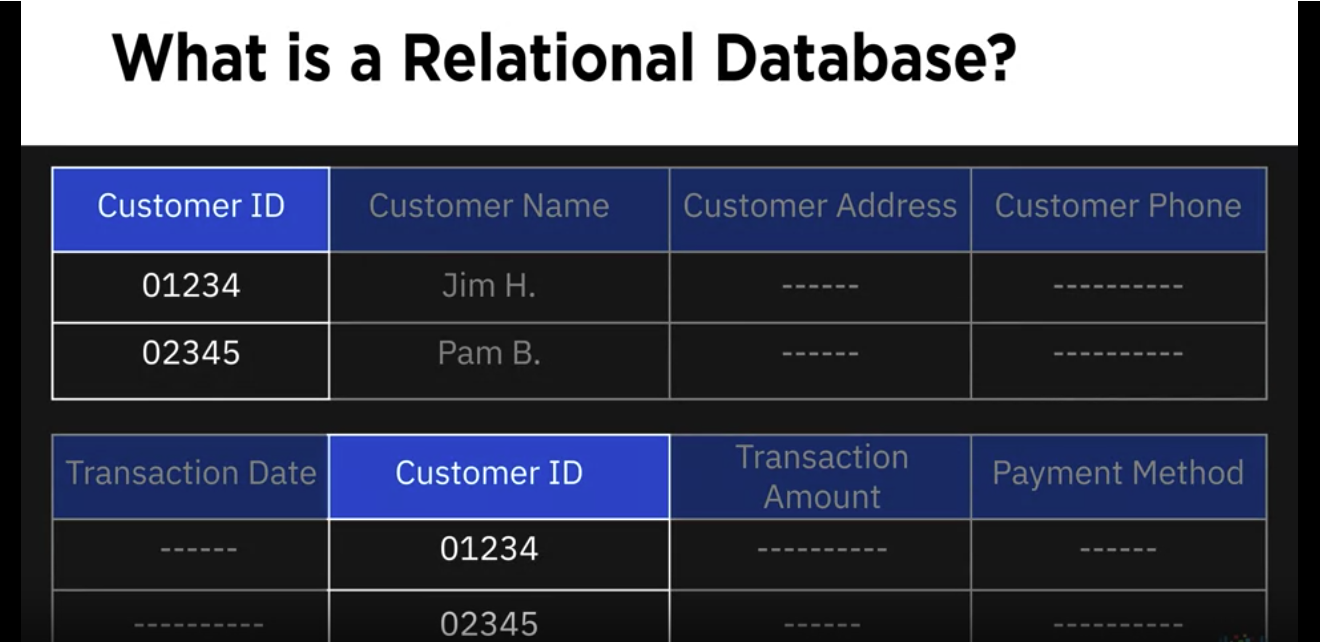 What is a Relational Database?
Customer ID Customer Name Customer Address Customer Phone
01234 Jim H. ------ ----------
02345 Pam B. ------ ----------
Transaction Date Customer ID Transaction Amount Payment Method
------ 01234 ---------- ------
---------- 02345 ------ ----------